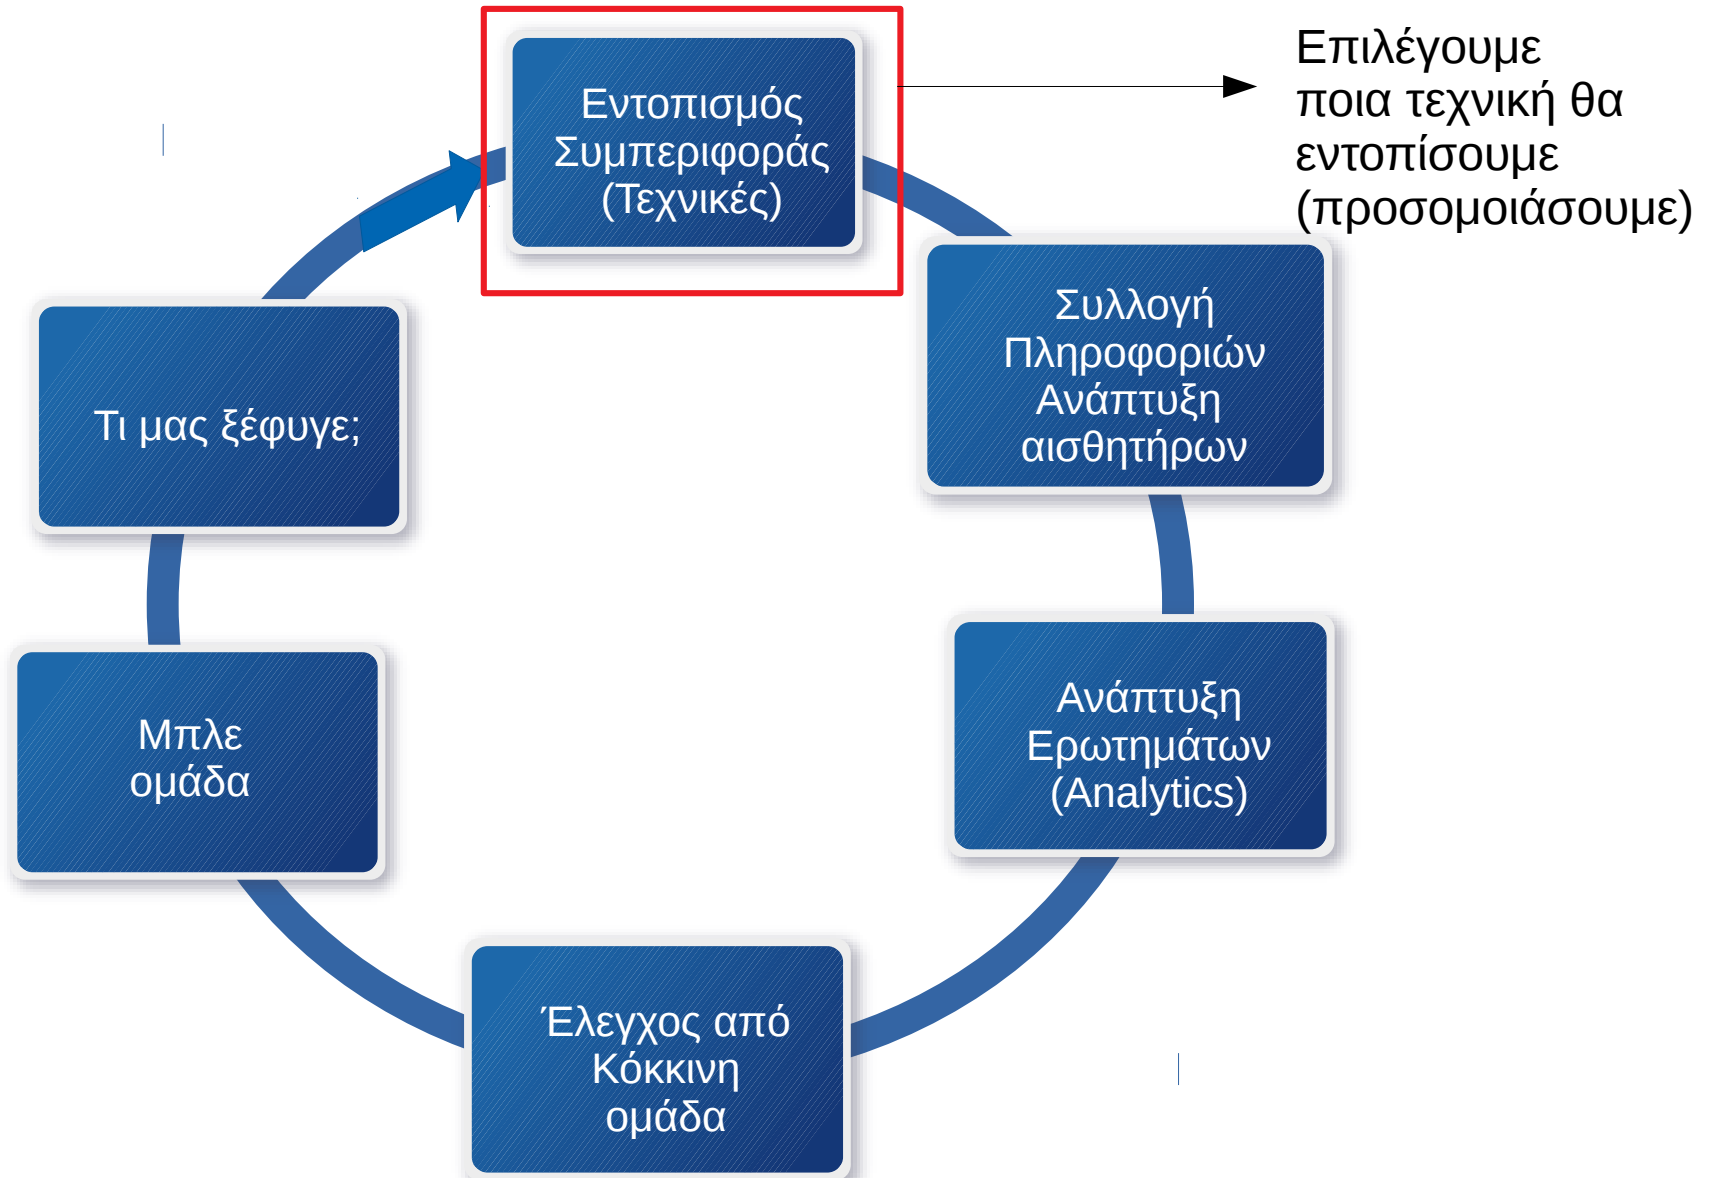 Εντοπισμός
Συμπεριφοράς
(Τεχνικές)
Επιλέγουμε
ποια τεχνική θα
εντοπίσουμε
(προσομοιάσουμε)
Συλλογή
Πληροφοριών
Ανάπτυξη
αισθητήρων
Ανάπτυξη
Ερωτημάτων
(Analytics)
Έλεγχος από
Κόκκινη
ομάδα
Μπλε
ομάδα
Τι μας ξέφυγε;